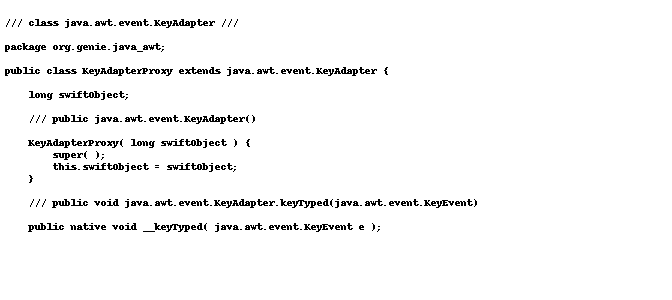 /// class java.awt.event.KeyAdapter ///
package org.genie.java_awt;
public class KeyAdapterProxy extends java.awt.event.KeyAdapter {
long swiftObject;
/// public java.awt.event.KeyAdapter()
KeyAdapterProxy( long swiftObject ) {
super( );
this.swiftObject = swiftObject;
}
/// public void java.awt.event.KeyAdapter.keyTyped(java.awt.event.KeyEvent)
public native void __keyTyped( java.awt.event.KeyEvent e );